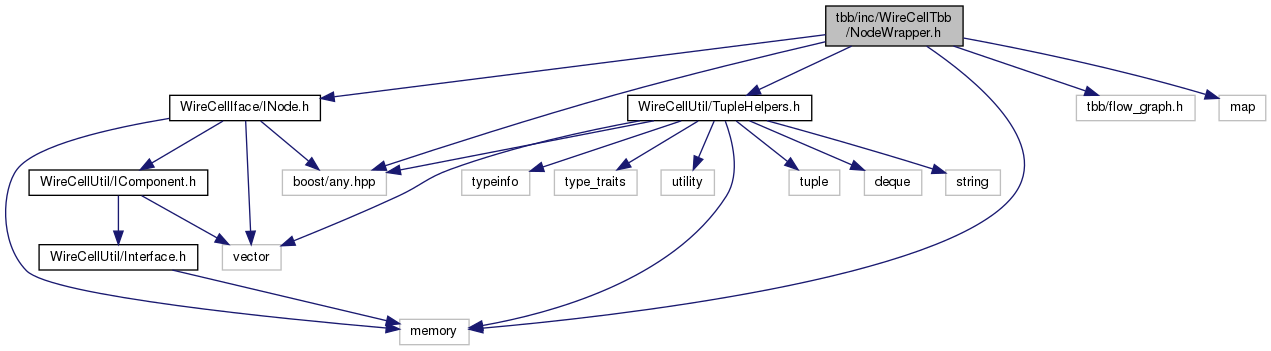 tbb/inc/WireCellTbb
/NodeWrapper.h
WireCellIface/INode.h
WireCellUtil/TupleHelpers.h
tbb/flow_graph.h
map
WireCellUtil/IComponent.h
boost/any.hpp
typeinfo
type_traits
utility
tuple
deque
string
WireCellUtil/Interface.h
vector
memory